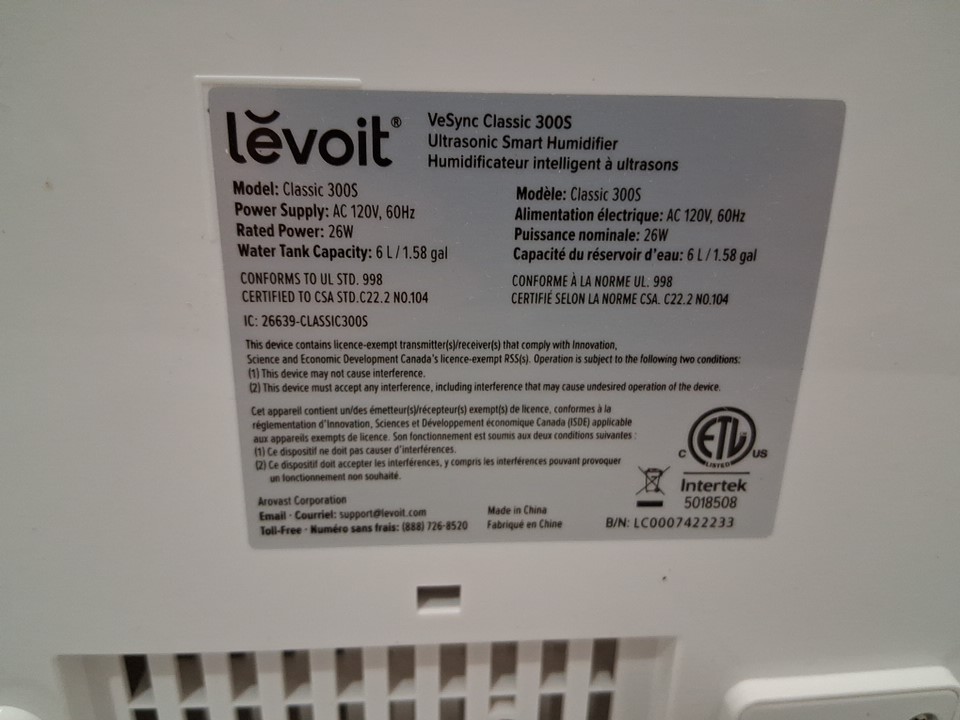 levoit®
VeSync Classic 300S
Ultrasonic Smart Humidifier
Humidificateur intelligent à ultrasons
Model: Classic 300S
Power Supply: AC 120V, 60Hz
Rated Power: 26W
Water Tank Capacity: 6 L / 1.58 gal
CONFORMS TO UL STD. 998
CERTIFIED TO CSA STD.C22.2 NO.104
IC: 26639-CLASSIC300S
Modèle: Classic 300S
Alimentation électrique: AC 120V, 60Hz
Puissance nominale: 26W
Capacité du réservoir d'eau: 6 L / 1.58 gal
CONFORME À LA NORME UL. 998
CERTIFIÉ SELON LA NORME CSA. C22.2 NO.104
This device contains licence-exempt transmitter(s)/receiver(s) that comply with Innovation,
Science and Economic Development Canada's licence-exempt RSS(s). Operation is subject to the following two conditions:
(1) This device may not cause interference.
(2) This device must accept any interference, including interference that may cause undesired operation of the device.
Cet appareil contient un/des émetteur(s)/récepteur(s) exempt(s) de licence, conformes à la
réglementation d'Innovation, Sciences et Développement économique Canada (ISDE) applicable
aux appareils exempts de licence. Son fonctionnement est soumis aux deux conditions suivantes :
(1) Ce dispositif ne doit pas causer d'interférences.
(2) Ce dispositif doit accepter les interférences, y compris les interférences pouvant provoquer
un fonctionnement non souhaité.
Arovast Corporation
Email · Courriel: support@levoit.com
Toll-Free · Numéro sans frais: (888) 726-8520
Made in China
Fabriqué en Chine
C ETL US
LISTED
Intertek
5018508
B/N: LC0007422233